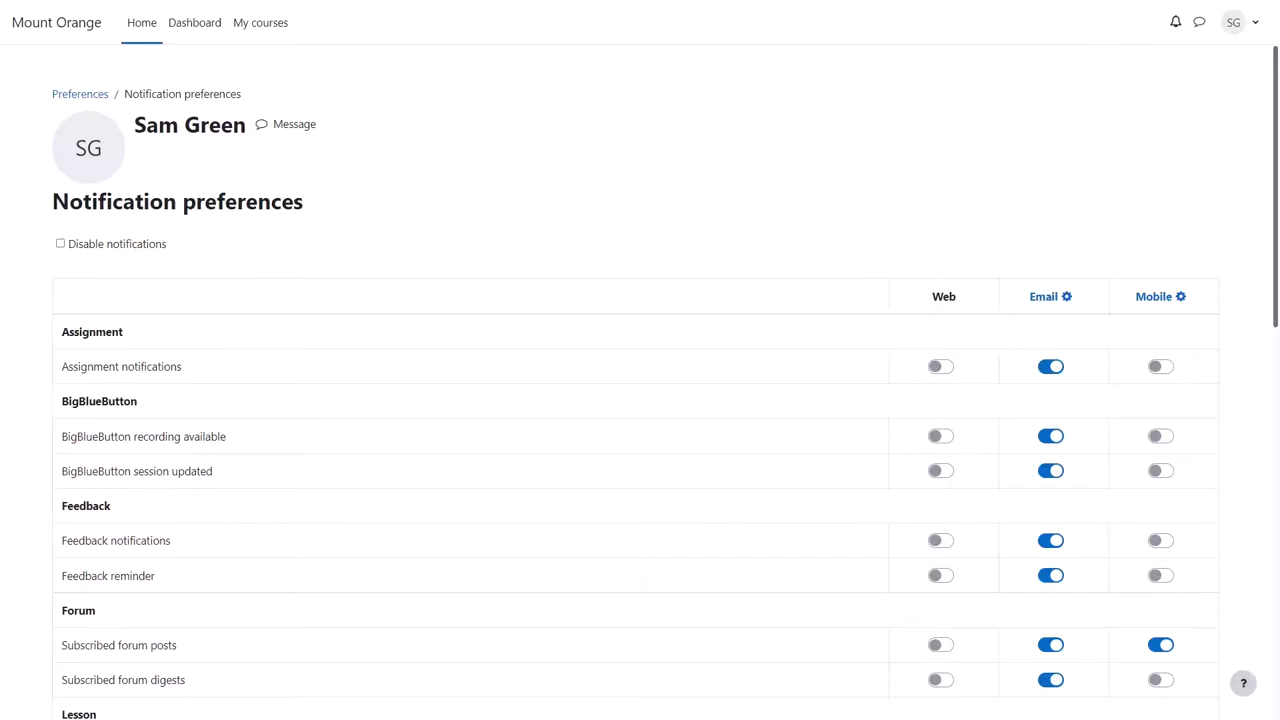 Mount Orange Home Dashboard My courses SG
Preferences / Notification preferences
SG Sam Green Message
Notification preferences
Disable notifications
Web Email Mobile
Assignment
Assignment notifications
BigBlueButton
BigBlueButton recording available
BigBlueButton session updated
Feedback
Feedback notifications
Feedback reminder
Forum
Subscribed forum posts
Subscribed forum digests
?
Lesson